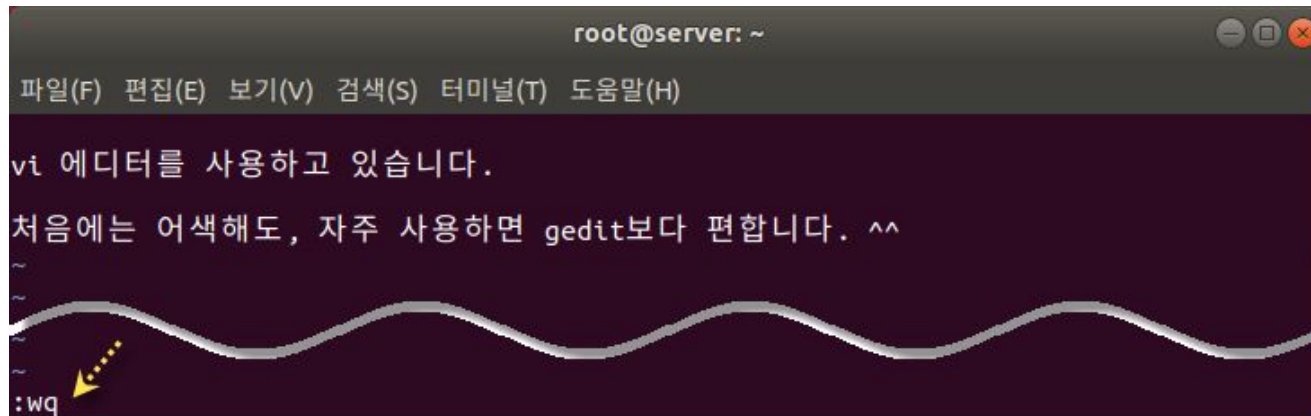 root@server: ~
파일(F) 편집(E) 보기(V) 검색(S) 터미널(T) 도움말(H)
vi 에디터를 사용하고 있습니다.
처음에는 어색해도, 자주 사용하면 gedit보다 편합니다. ^^
~
~
~
~
:wq